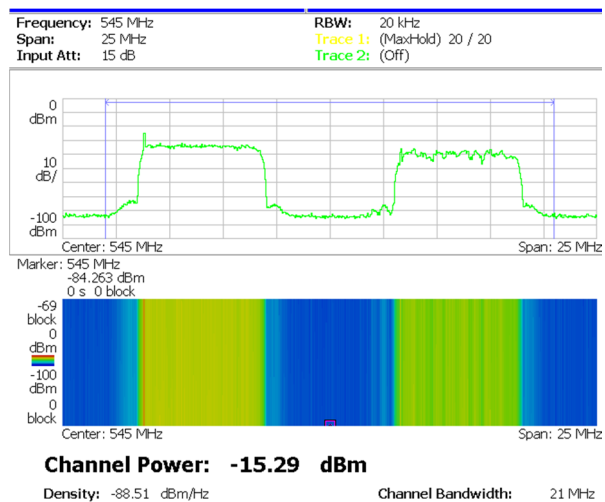 Frequency: 545 MHz RBW: 20 kHz
Span: 25 MHz Trace 1: (MaxHold) 20 / 20
Input Att: 15 dB Trace 2: (Off)
0
dBm
10
dB/
-100
dBm
Center: 545 MHz Span: 25 MHz
Marker: 545 MHz
-84.263 dBm
0 s 0 block
-69
block
0
dBm
-100
dBm
0
block
Center: 545 MHz Span: 25 MHz
Channel Power: -15.29 dBm
Density: -88.51 dBm/Hz Channel Bandwidth: 21 MHz